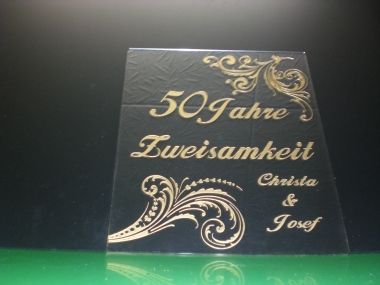 50 Jahre
Zweisamkeit
Christa
&
Josef